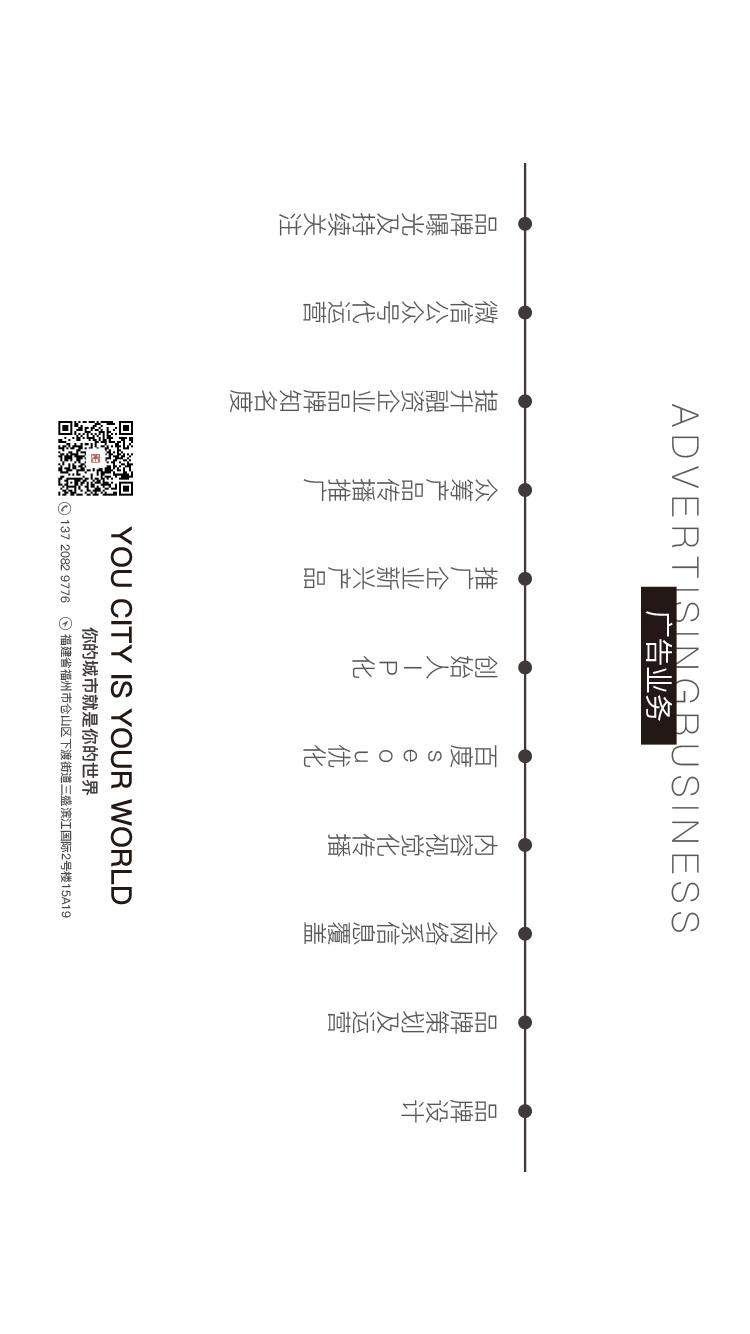 ADVERTISINGBUSINESS
广告业务
品牌设计
品牌策划及运营
全网络系信息覆盖
内容视觉化传播
百度seou优化
创始人IP化
推广企业新兴产品
众筹产品传播推广
提升融资企业品牌知名度
微信公众号代运营
品牌曝光及持续关注
YOU CITY IS YOUR WORLD
你的城市就是你的世界
137 2082 9776 福建省福州市仓山区下渡街道三盛滨江国际2号楼15A19